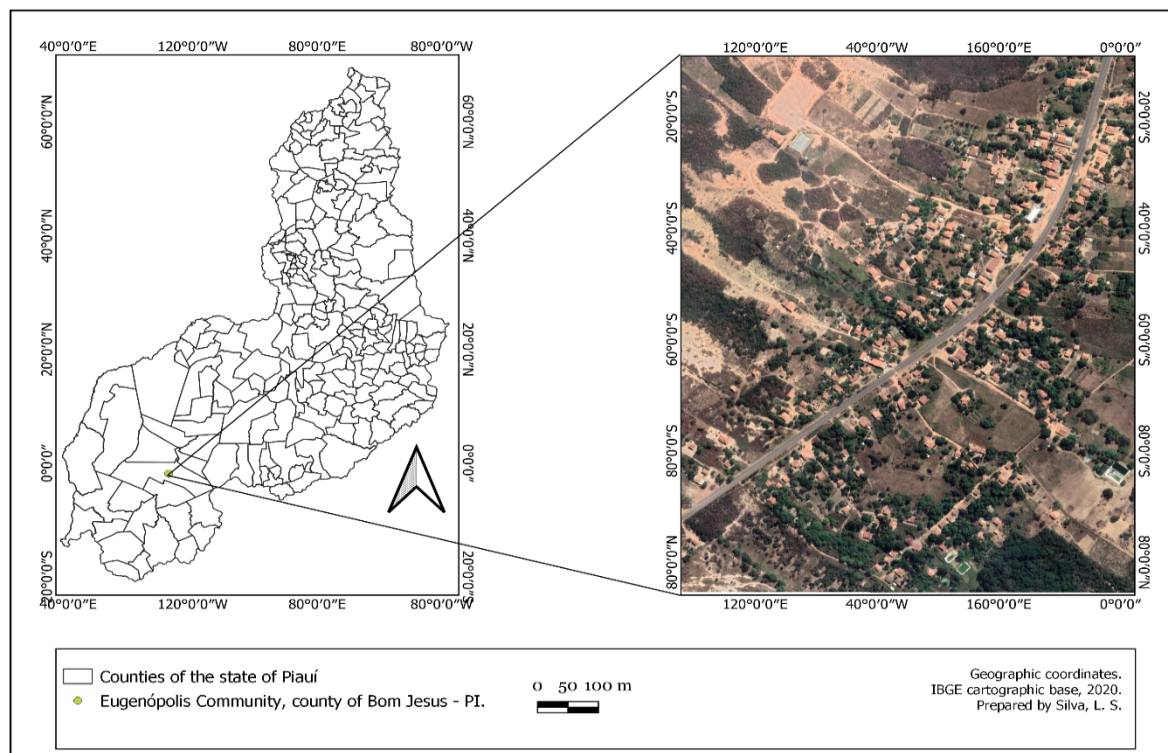 40°0'0"E 120°0'0"W 80°0'0"E 80°0'0"W
120°0'0"E 40°0'0"W 160°0'0"E 0°0'0"
60°0'0"N
40°0'0"N
20°0'0"N
0°0'0"
20°0'0"S
60°0'0"N
40°0'0"N
20°0'0"N
0°0'0"
20°0'0"S
20°0'0"S
40°0'0"S
60°0'0"S
80°0'0"S
80°0'0"N
20°0'0"S
40°0'0"S
60°0'0"S
80°0'0"S
80°0'0"N
40°0'0"E 120°0'0"W 80°0'0"E 80°0'0"W
120°0'0"E 40°0'0"W 160°0'0"E 0°0'0"
Counties of the state of Piauí
Eugenópolis Community, county of Bom Jesus - PI.
0 50 100 m
Geographic coordinates.
IBGE cartographic base, 2020.
Prepared by Silva, L. S.